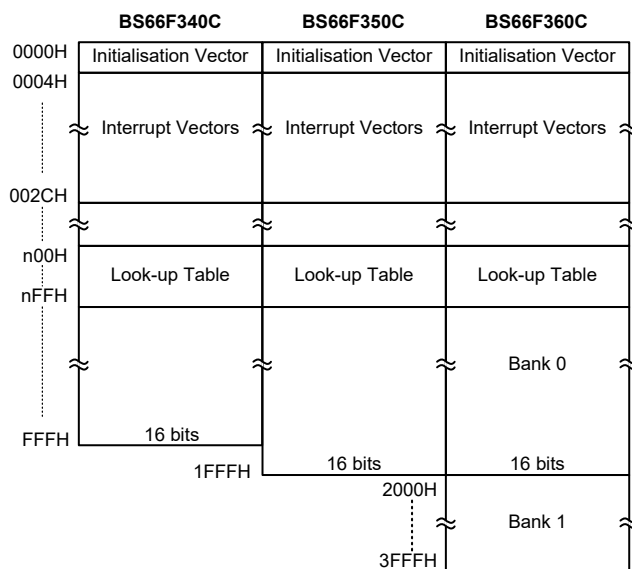 BS66F340C BS66F350C BS66F360C
0000H Initialisation Vector Initialisation Vector Initialisation Vector
0004H
Interrupt Vectors Interrupt Vectors Interrupt Vectors
002CH
n00H
Look-up Table Look-up Table Look-up Table
nFFH
Bank 0
FFFH 16 bits
1FFFH 16 bits 16 bits
2000H
Bank 1
3FFFH